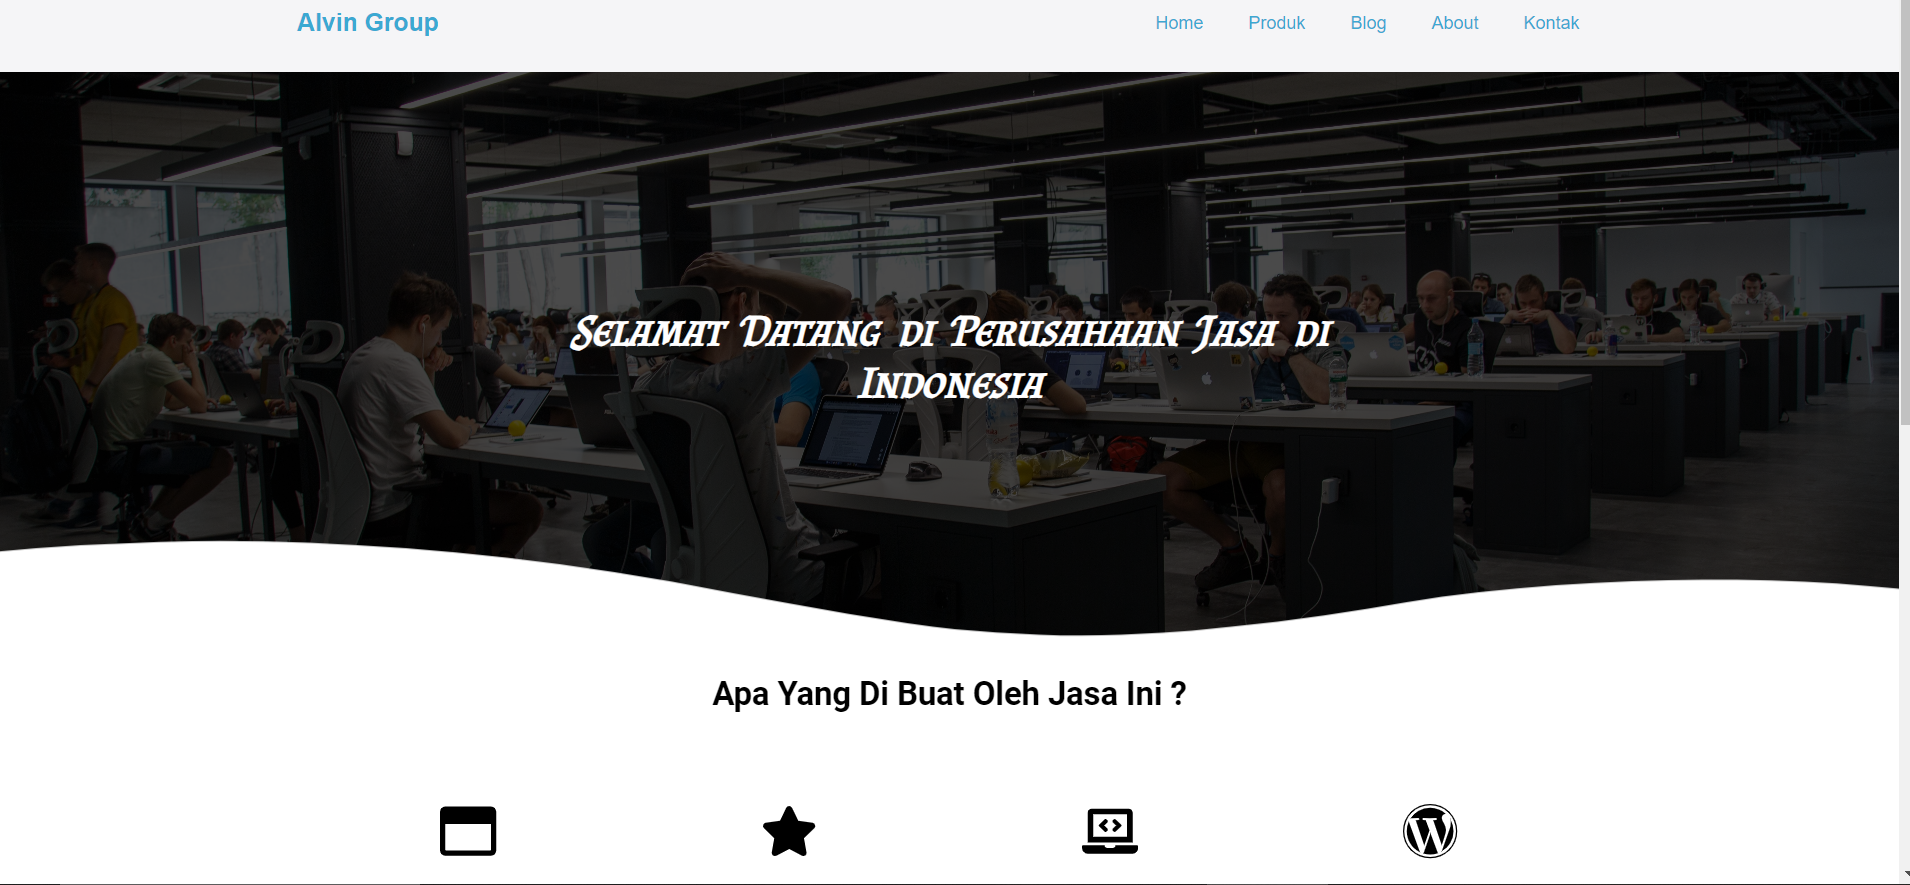 Alvin Group
Home Produk Blog About Kontak
Selamat Datang di Perusahaan Jasa di
Indonesia
Apa Yang Di Buat Oleh Jasa Ini ?